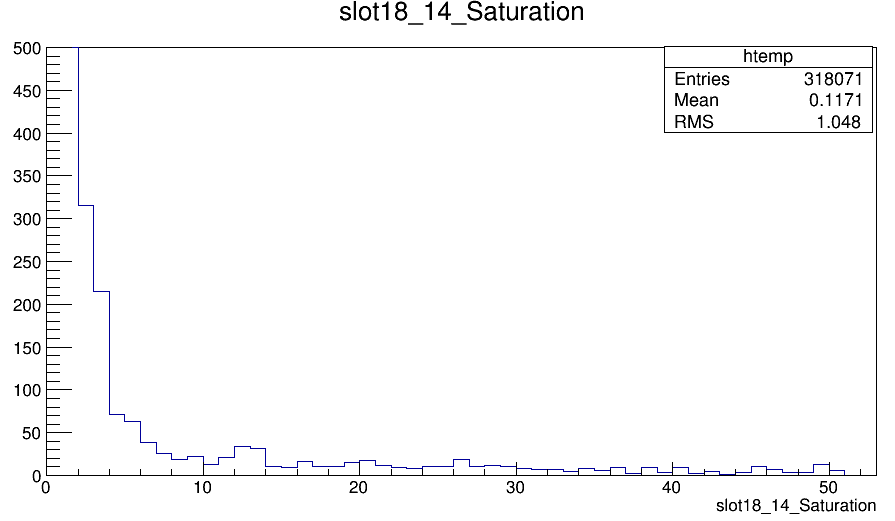 slot18_14_Saturation
htemp
Entries 318071
Mean 0.1171
RMS 1.048
500
450
400
350
300
250
200
150
100
50
0
0 10 20 30 40 50
slot18_14_Saturation